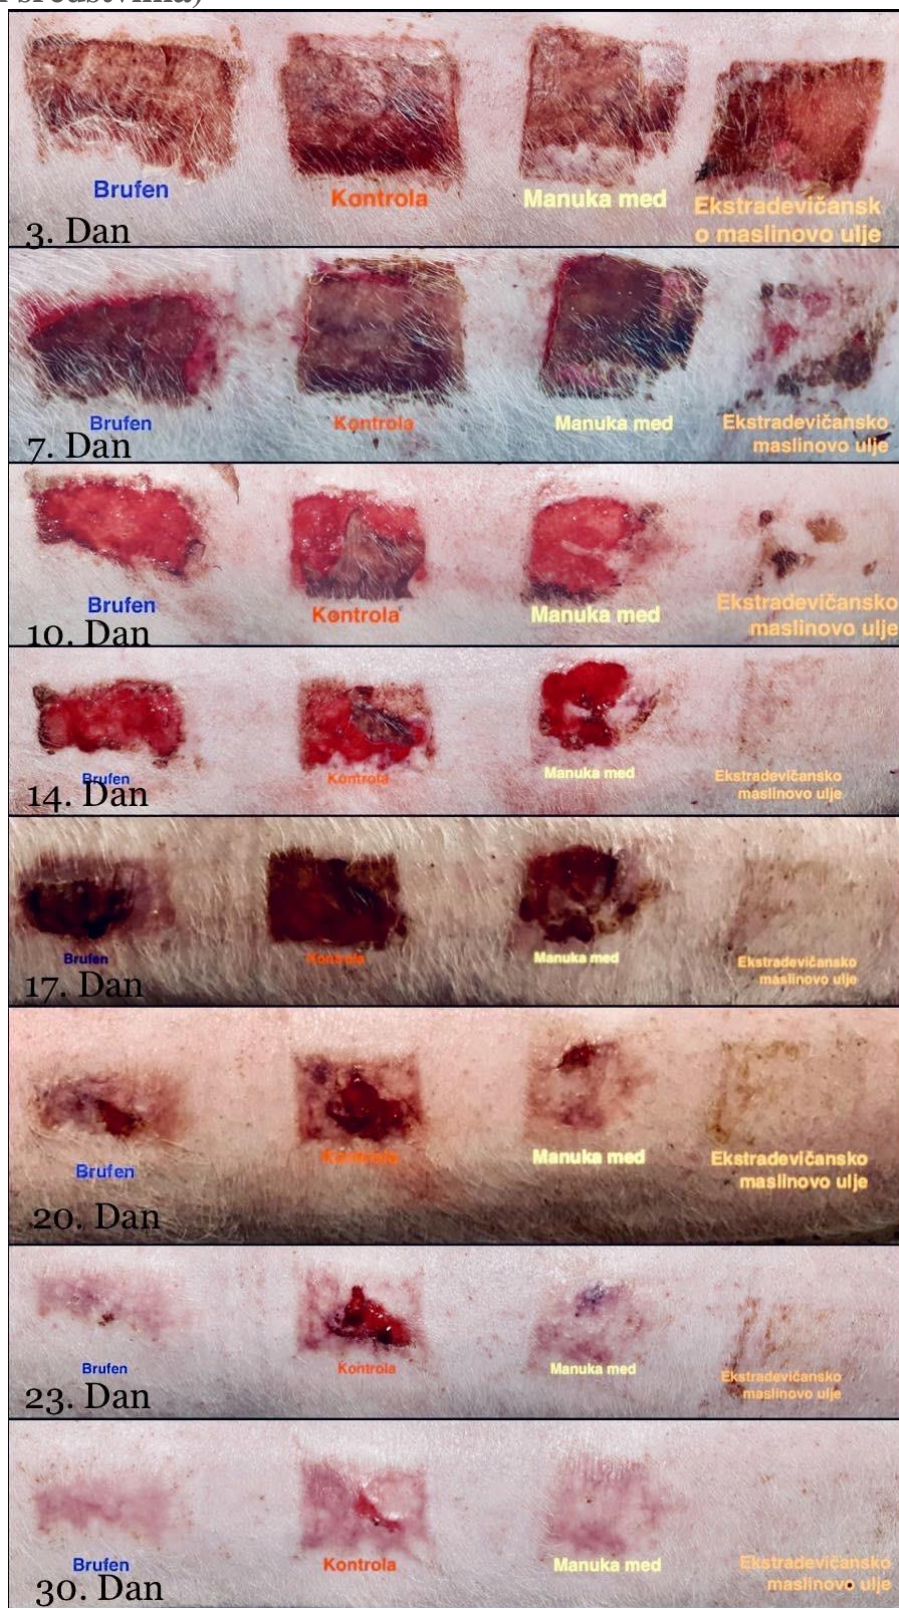 Brufen
Kontrola
Manuka med
Ekstradevičansk
o maslinovo ulje
3. Dan
Brufen
Kontrola
Manuka med
Ekstradevičansko
maslinovo ulje
7. Dan
Brufen
Kontrola
Manuka med
Ekstradevičansko
maslinovo ulje
10. Dan
Brufen
Kontrola
Manuka med
Ekstradevičansko
maslinovo ulje
14. Dan
Brufen
Kontrola
Manuka med
Ekstradevičansko
maslinovo ulje
17. Dan
Brufen
Kontrola
Manuka med
Ekstradevičansko
maslinovo ulje
20. Dan
Brufen
Kontrola
Manuka med
Ekstradevičansko
maslinovo ulje
23. Dan
Brufen
Kontrola
Manuka med
Ekstradevičansko
maslinovo ulje
30. Dan